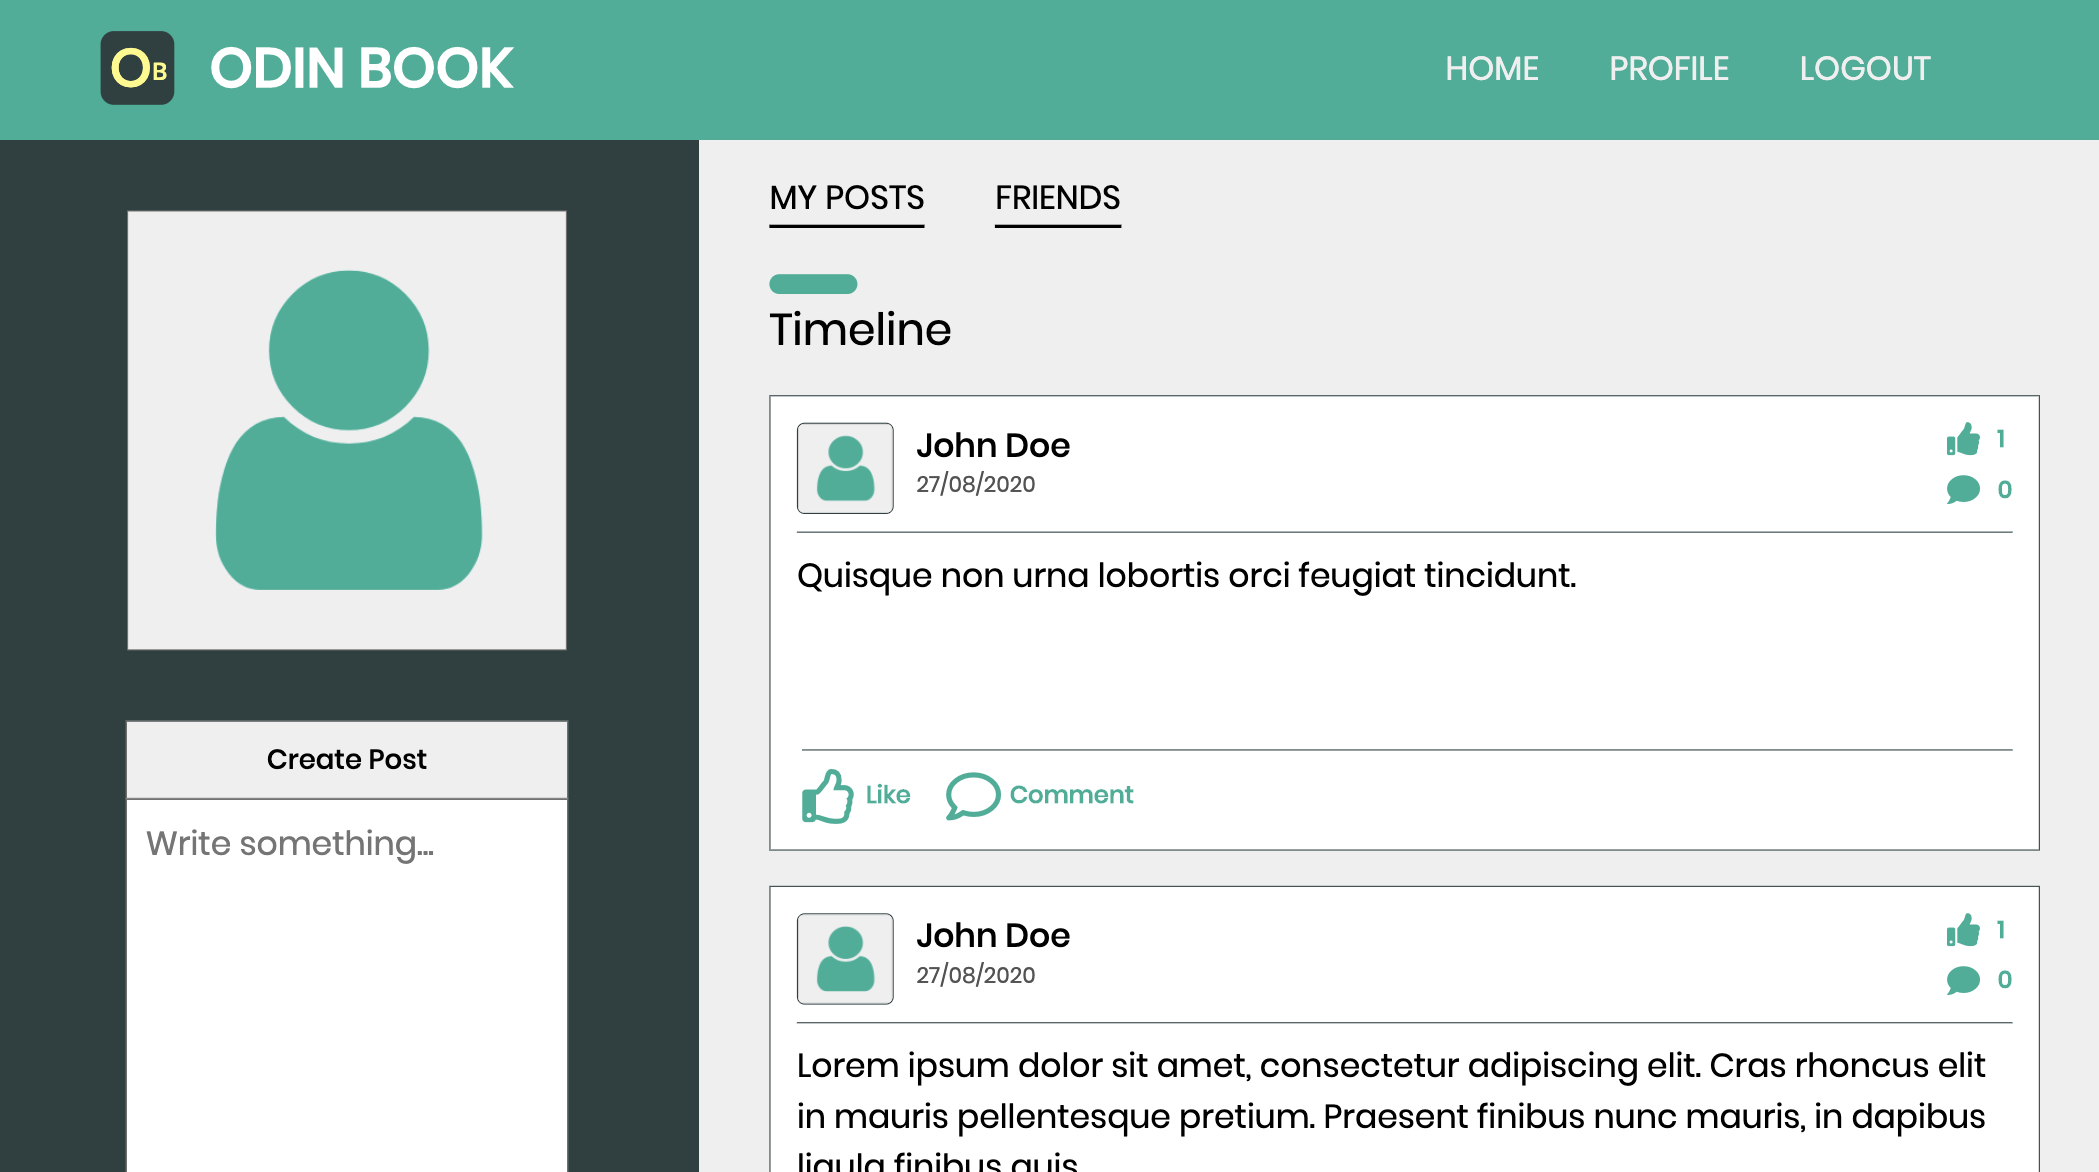 OB ODIN BOOK
HOME PROFILE LOGOUT
MY POSTS FRIENDS
Timeline
John Doe
27/08/2020
1
0
Quisque non urna lobortis orci feugiat tincidunt.
Like Comment
Create Post
Write something...
John Doe
27/08/2020
1
0
Lorem ipsum dolor sit amet, consectetur adipiscing elit. Cras rhoncus elit
in mauris pellentesque pretium. Praesent finibus nunc mauris, in dapibus
ligula finibus quis.